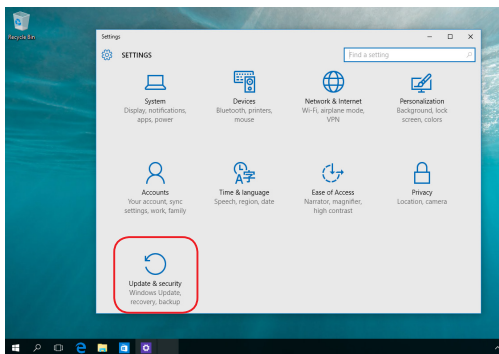 Recycle Bin
Settings
SETTINGS
Find a setting
System
Display, notifications,
apps, power
Devices
Bluetooth, printers,
mouse
Network & Internet
Wi-Fi, airplane mode,
VPN
Personalization
Background, lock
screen, colors
Accounts
Your account, sync
settings, work, family
Time & language
Speech, region, date
Ease of Access
Narrator, magnifier,
high contrast
Privacy
Location, camera
Update & security
Windows Update,
recovery, backup